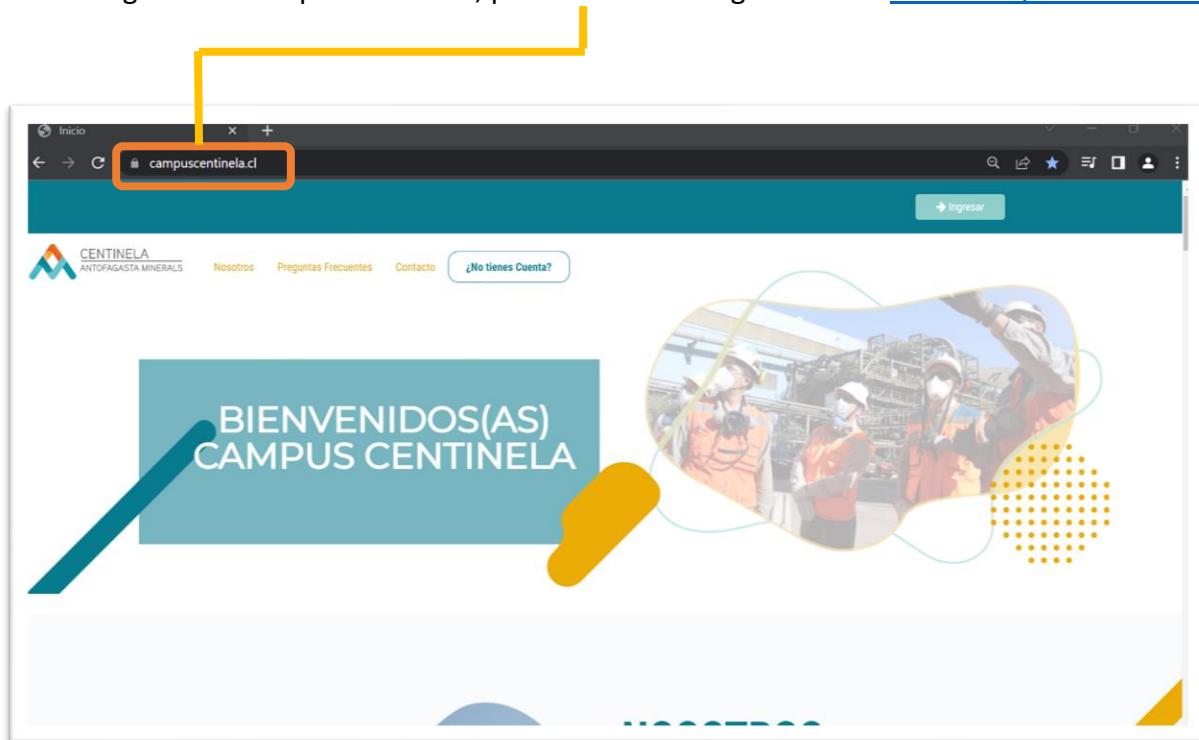 Inicio
campuscentinela.cl
Ingresar
CENTINELA
ANTOFAGASTA MINERALS
Nosotros Preguntas Frecuentes Contacto ¿No tienes Cuenta?
BIENVENIDOS(AS)
CAMPUS CENTINELA